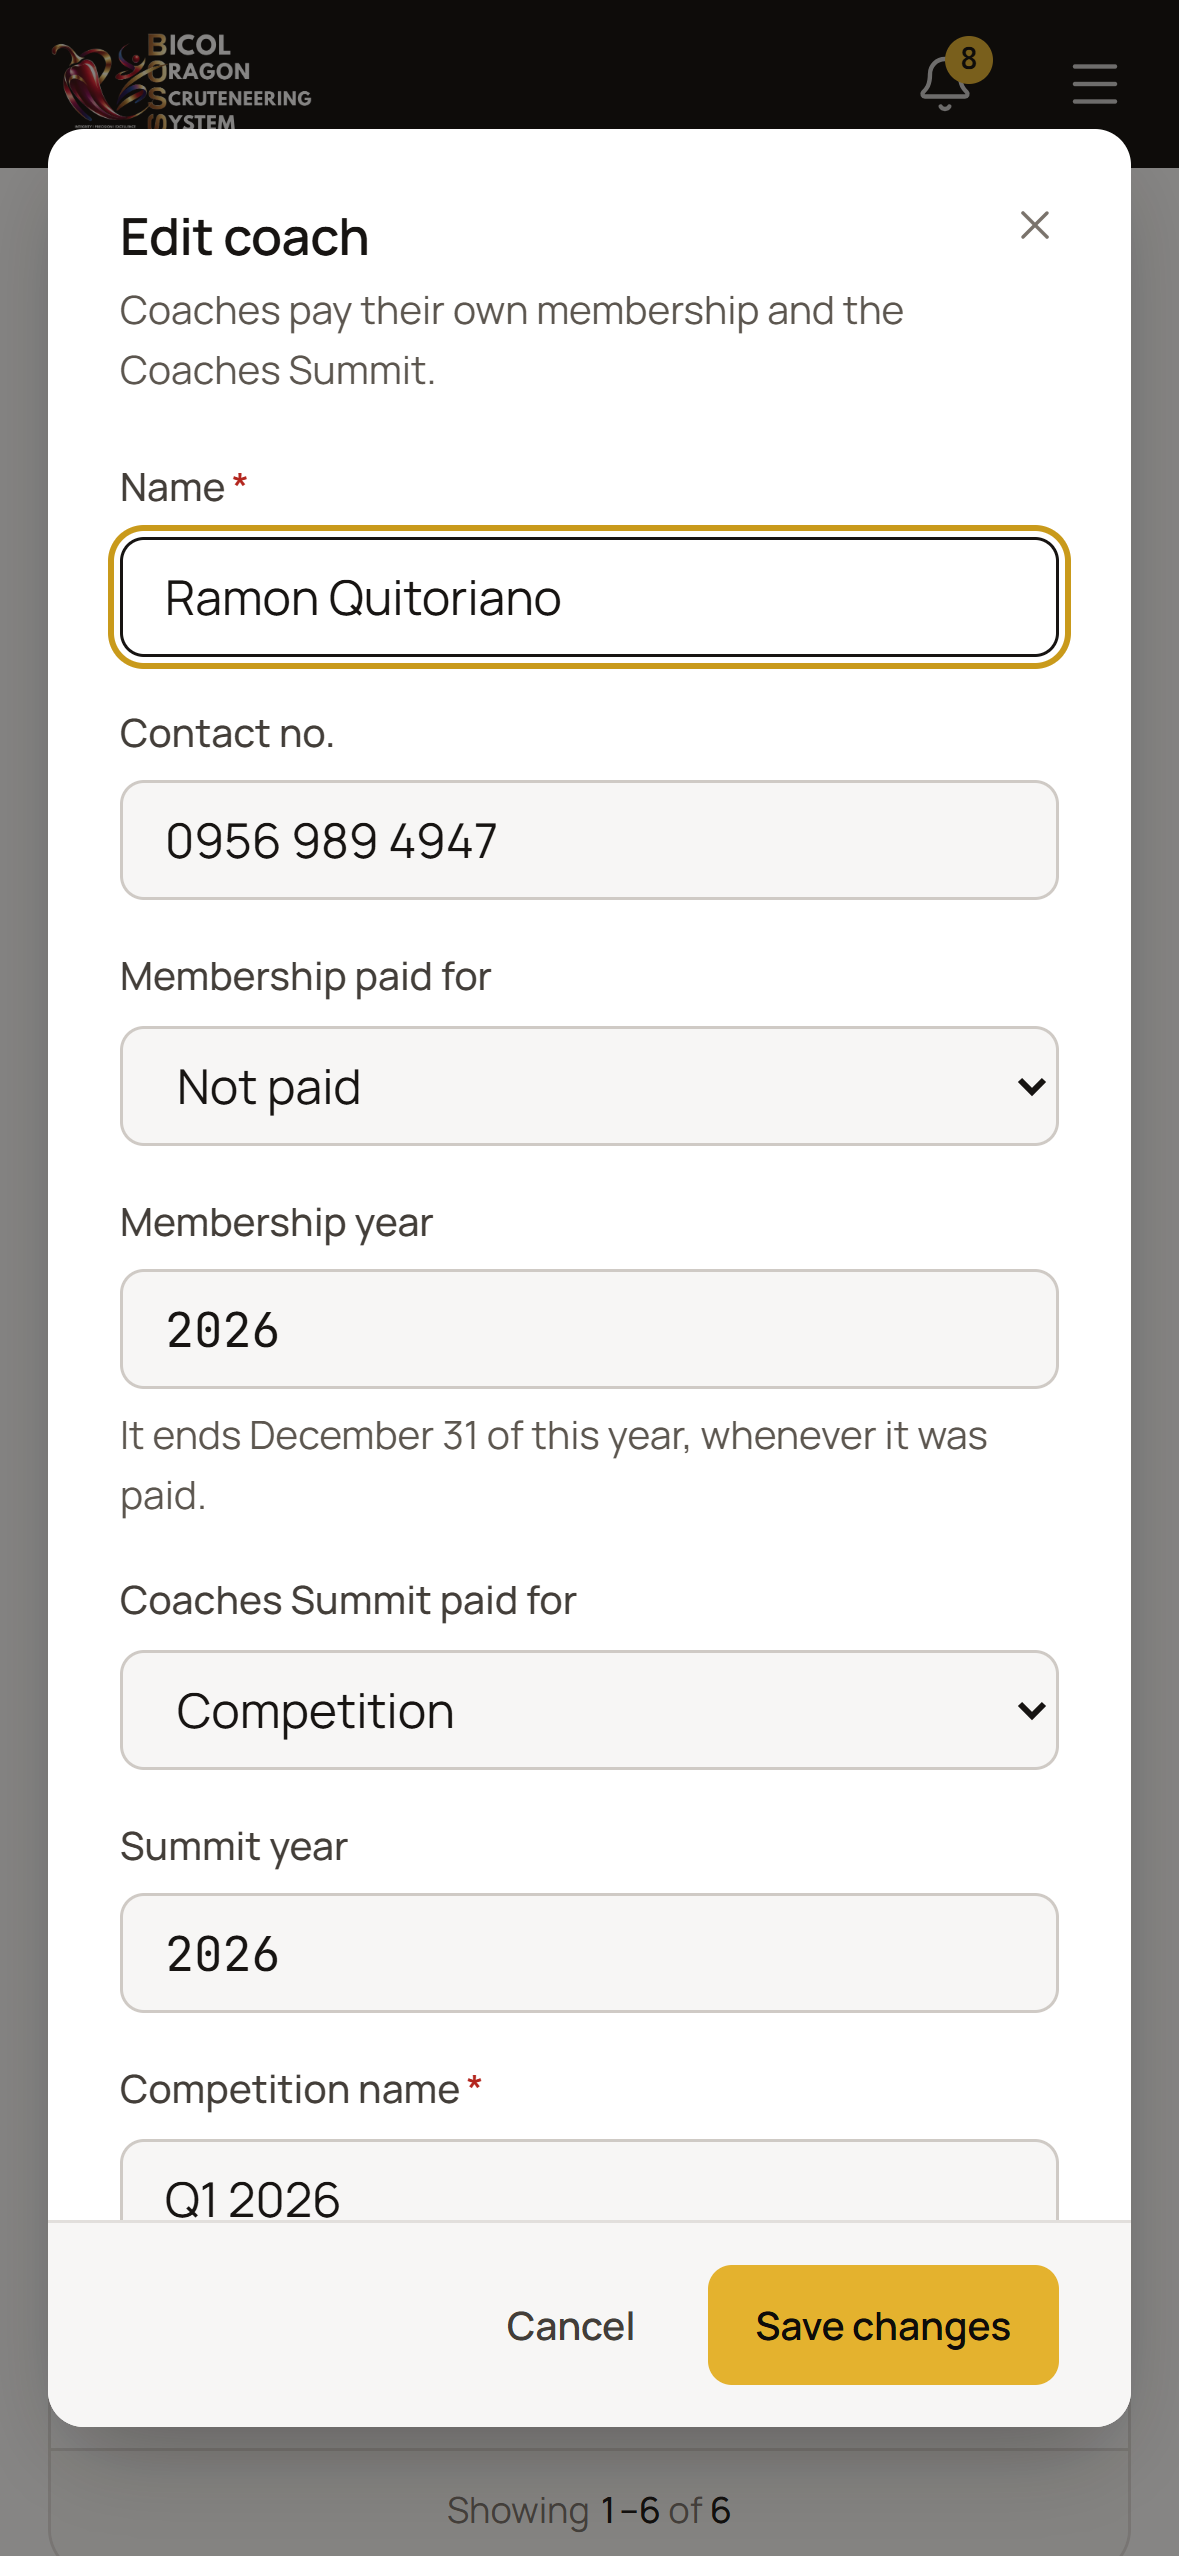 BICOL
ORAGON
SCRUTENEERING
SYSTEM
8
Edit coach
Coaches pay their own membership and the
Coaches Summit.
Name *
Ramon Quitoriano
Contact no.
0956 989 4947
Membership paid for
Not paid
Membership year
2026
It ends December 31 of this year, whenever it was
paid.
Coaches Summit paid for
Competition
Summit year
2026
Competition name *
Q1 2026
Cancel
Save changes
Showing 1–6 of 6